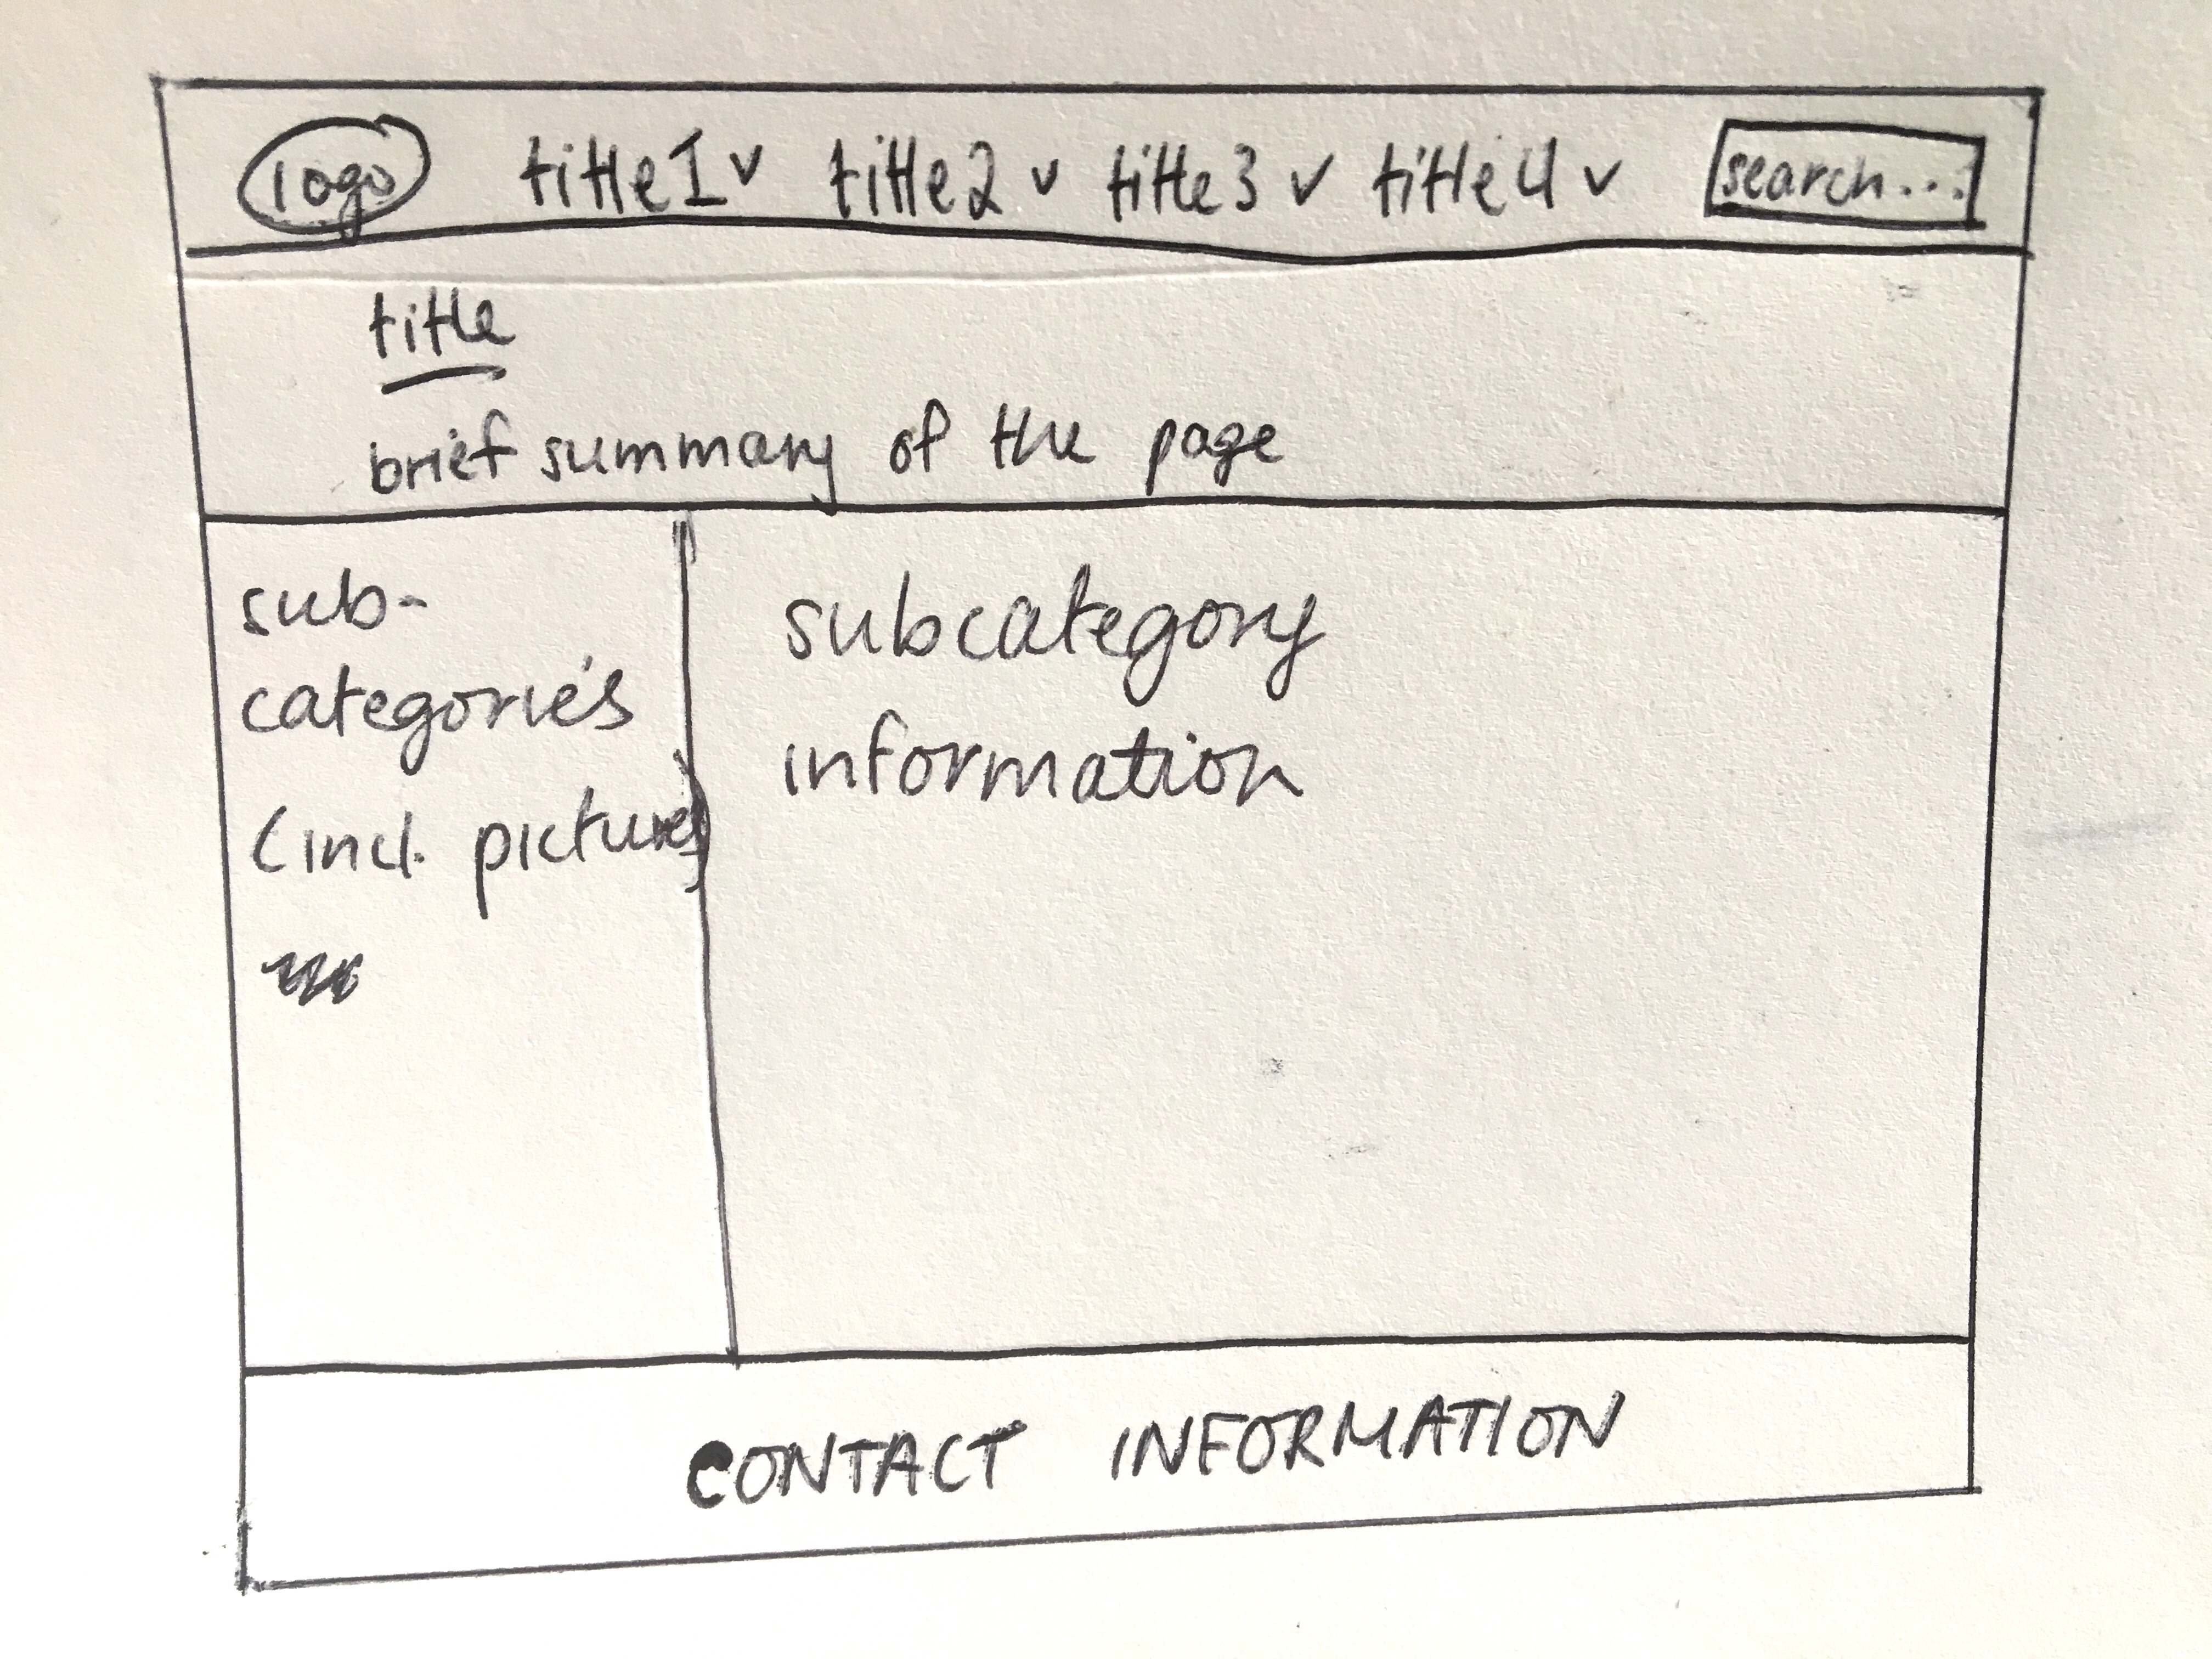 logo title1 ∨ title2 ∨ title3 ∨ title4 ∨ search...
title
brief summary of the page
sub-
categories
(incl. pictures)
subcategory
information
CONTACT INFORMATION